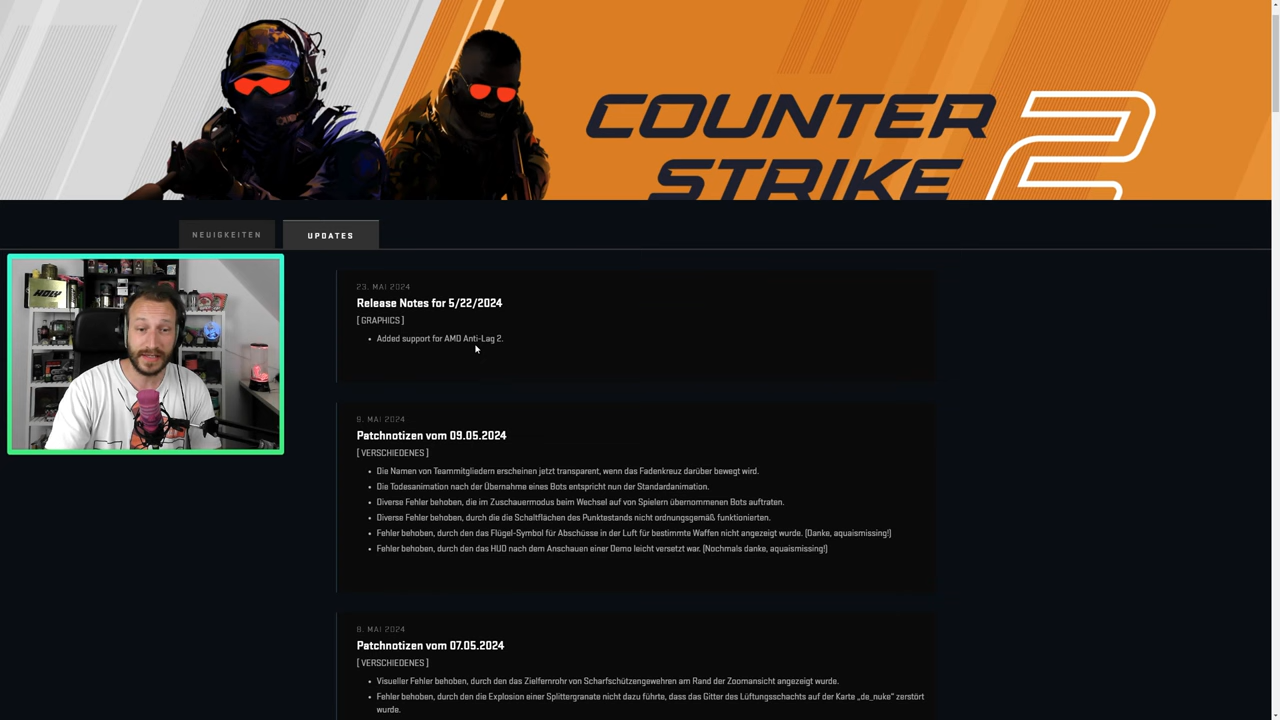 COUNTER
STRIKE 2
NEUIGKEITEN
UPDATES
HOLY
23. MAI 2024
Release Notes for 5/22/2024
[ GRAPHICS ]
• Added support for AMD Anti-Lag 2.
9. MAI 2024
Patchnotizen vom 09.05.2024
[ VERSCHIEDENES ]
• Die Namen von Teammitgliedern erscheinen jetzt transparent, wenn das Fadenkreuz darüber bewegt wird.
• Die Todesanimation nach der Übernahme eines Bots entspricht nun der Standardanimation.
• Diverse Fehler behoben, die im Zuschauermodus beim Wechsel auf von Spielern übernommenen Bots auftraten.
• Diverse Fehler behoben, durch die die Schaltflächen des Punktestands nicht ordnungsgemäß funktionierten.
• Fehler behoben, durch den das Flügel-Symbol für Abschüsse in der Luft für bestimmte Waffen nicht angezeigt wurde. [Danke, aquaismissing!]
• Fehler behoben, durch den das HUD nach dem Anschauen einer Demo leicht versetzt war. [Nochmals danke, aquaismissing!]
8. MAI 2024
Patchnotizen vom 07.05.2024
[ VERSCHIEDENES ]
• Visueller Fehler behoben, durch den das Zielfernrohr von Scharfschützengewehren am Rand der Zoomansicht angezeigt wurde.
• Fehler behoben, durch den die Explosion einer Splittergranate nicht dazu führte, dass das Gitter des Lüftungsschachts auf der Karte „de_nuke“ zerstört
wurde.